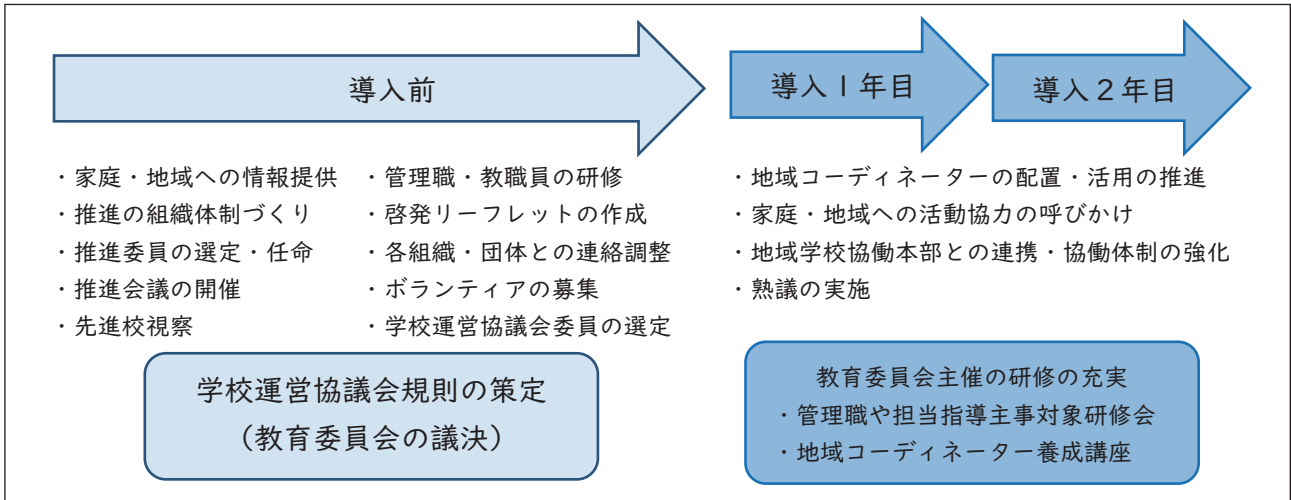 導入前
導入1年目
導入2年目
・家庭・地域への情報提供
・推進の組織体制づくり
・推進委員の選定・任命
・推進会議の開催
・先進校視察
・管理職・教職員の研修
・啓発リーフレットの作成
・各組織・団体との連絡調整
・ボランティアの募集
・学校運営協議会委員の選定
・地域コーディネーターの配置・活用の推進
・家庭・地域への活動協力の呼びかけ
・地域学校協働本部との連携・協働体制の強化
・熟議の実施
学校運営協議会規則の策定
（教育委員会の議決）
教育委員会主催の研修の充実
・管理職や担当指導主事対象研修会
・地域コーディネーター養成講座